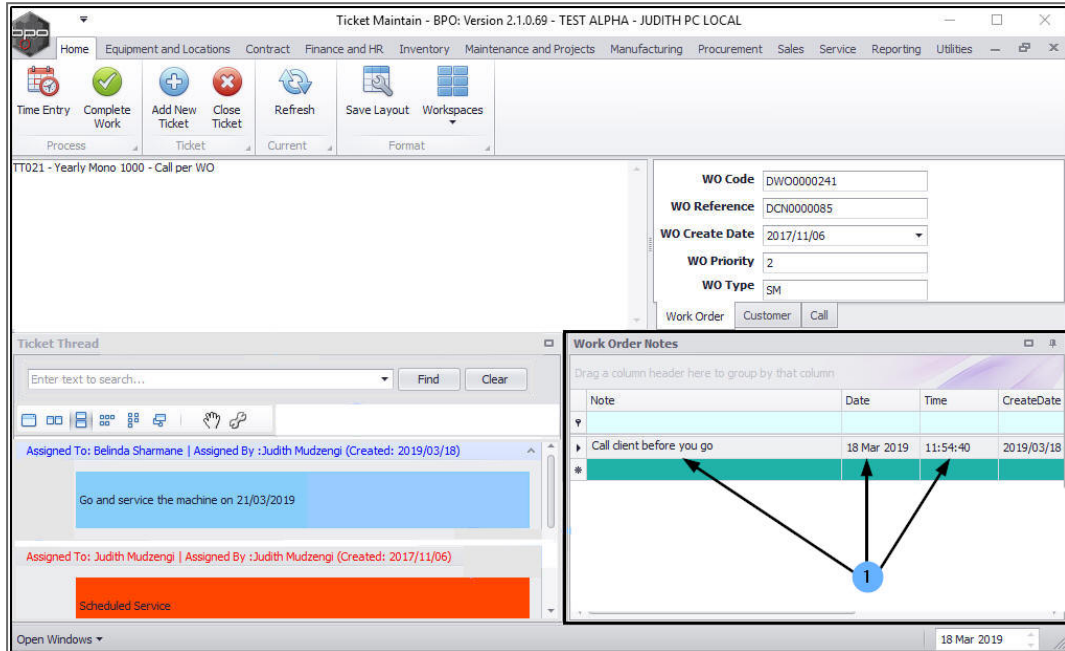 Ticket Maintain - BPO: Version 2.1.0.69 - TEST ALPHA - JUDITH PC LOCAL
bpo
Home Equipment and Locations Contract Finance and HR Inventory Maintenance and Projects Manufacturing Procurement Sales Service Reporting Utilities
Time Entry
Complete Work
Add New Ticket
Close Ticket
Refresh
Save Layout
Workspaces
Process Ticket Current Format
TT021 - Yearly Mono 1000 - Call per WO
WO Code DWO0000241
WO Reference DCN0000085
WO Create Date 2017/11/06
WO Priority 2
WO Type SM
Work Order Customer Call
Ticket Thread
Enter text to search... Find Clear
Assigned To: Belinda Sharmane | Assigned By :Judith Mudzengi (Created: 2019/03/18)
Go and service the machine on 21/03/2019
Assigned To: Judith Mudzengi | Assigned By :Judith Mudzengi (Created: 2017/11/06)
Scheduled Service
Work Order Notes
Drag a column header here to group by that column
Note Date Time CreateDate
Call client before you go 18 Mar 2019 11:54:40 2019/03/18
1
Open Windows 18 Mar 2019